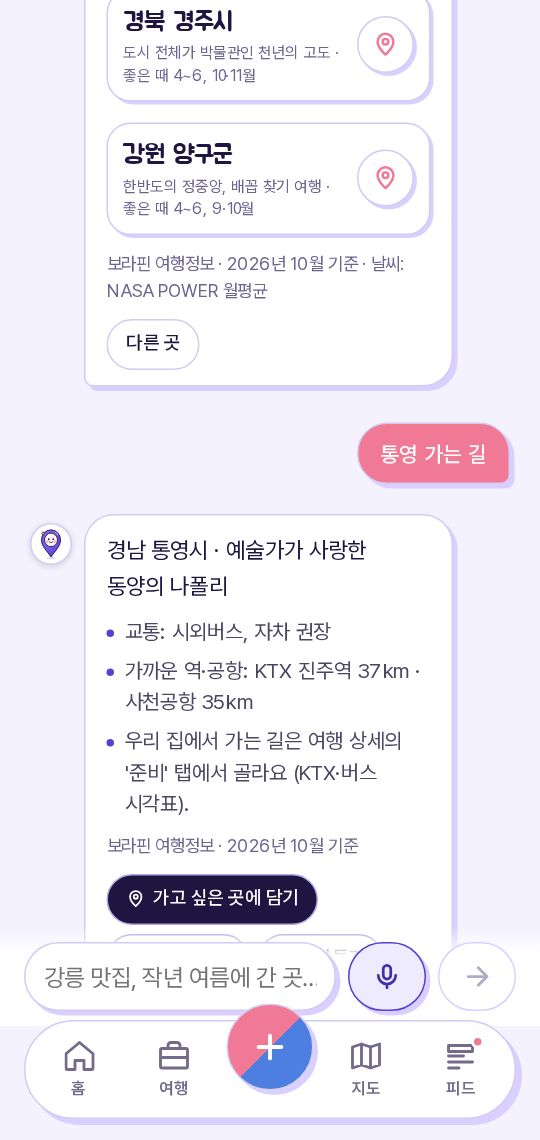 경북 경주시
도시 전체가 박물관인 천년의 고도 ·
좋은 때 4~6, 10·11월
강원 양구군
한반도의 정중앙, 배꼽 찾기 여행 ·
좋은 때 4~6, 9·10월
보라핀 여행정보 · 2026년 10월 기준 · 날씨:
NASA POWER 월평균
다른 곳
통영 가는 길
경남 통영시 · 예술가가 사랑한
동양의 나폴리
교통: 시외버스, 자차 권장
가까운 역·공항: KTX 진주역 37km ·
사천공항 35km
우리 집에서 가는 길은 여행 상세의
'준비' 탭에서 골라요 (KTX·버스
시각표).
보라핀 여행정보 · 2026년 10월 기준
가고 싶은 곳에 담기
강릉 맛집, 작년 여름에 간 곳...
홈
여행
지도
피드